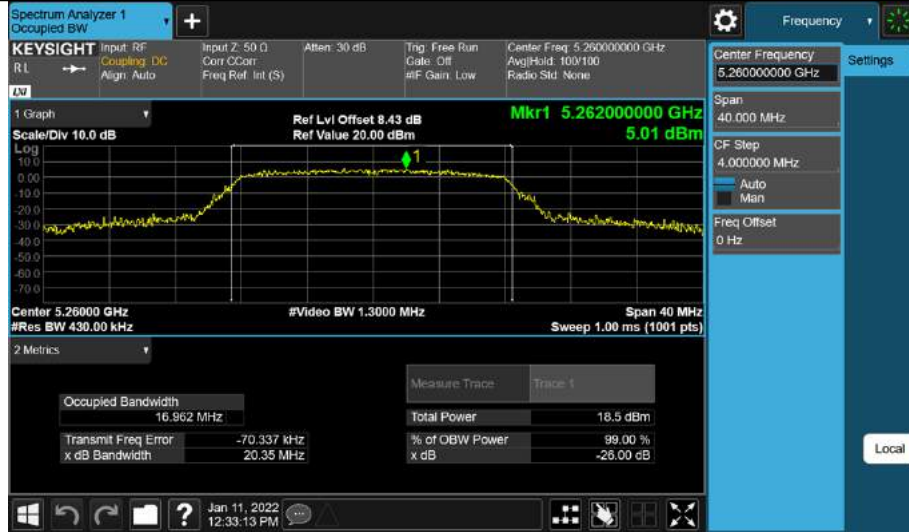 Spectrum Analyzer 1
Occupied BW
+
Frequency
KEYSIGHT
RL
LXI
Input: RF
Coupling: DC
Align: Auto
Input Z: 50 Ω
Corr CCorr
Freq Ref: Int (S)
Atten: 30 dB
Trig: Free Run
Gate: Off
#IF Gain: Low
Center Freq: 5.260000000 GHz
Avg|Hold: 100/100
Radio Std: None
Center Frequency
5.260000000 GHz
Settings
Span
40.000 MHz
CF Step
4.000000 MHz
Auto
Man
Freq Offset
0 Hz
Local
1 Graph
Scale/Div 10.0 dB
Ref Lvl Offset 8.43 dB
Ref Value 20.00 dBm
Mkr1 5.262000000 GHz
5.01 dBm
Log
10.0
0.00
-10.0
-20.0
-30.0
-40.0
-50.0
-60.0
-70.0
1
Center 5.26000 GHz
#Res BW 430.00 kHz
#Video BW 1.3000 MHz
Span 40 MHz
Sweep 1.00 ms (1001 pts)
2 Metrics
Measure Trace
Trace 1
Occupied Bandwidth
16.962 MHz
Total Power
18.5 dBm
Transmit Freq Error
-70.337 kHz
% of OBW Power
99.00 %
x dB Bandwidth
20.35 MHz
x dB
-26.00 dB
?
Jan 11, 2022
12:33:13 PM